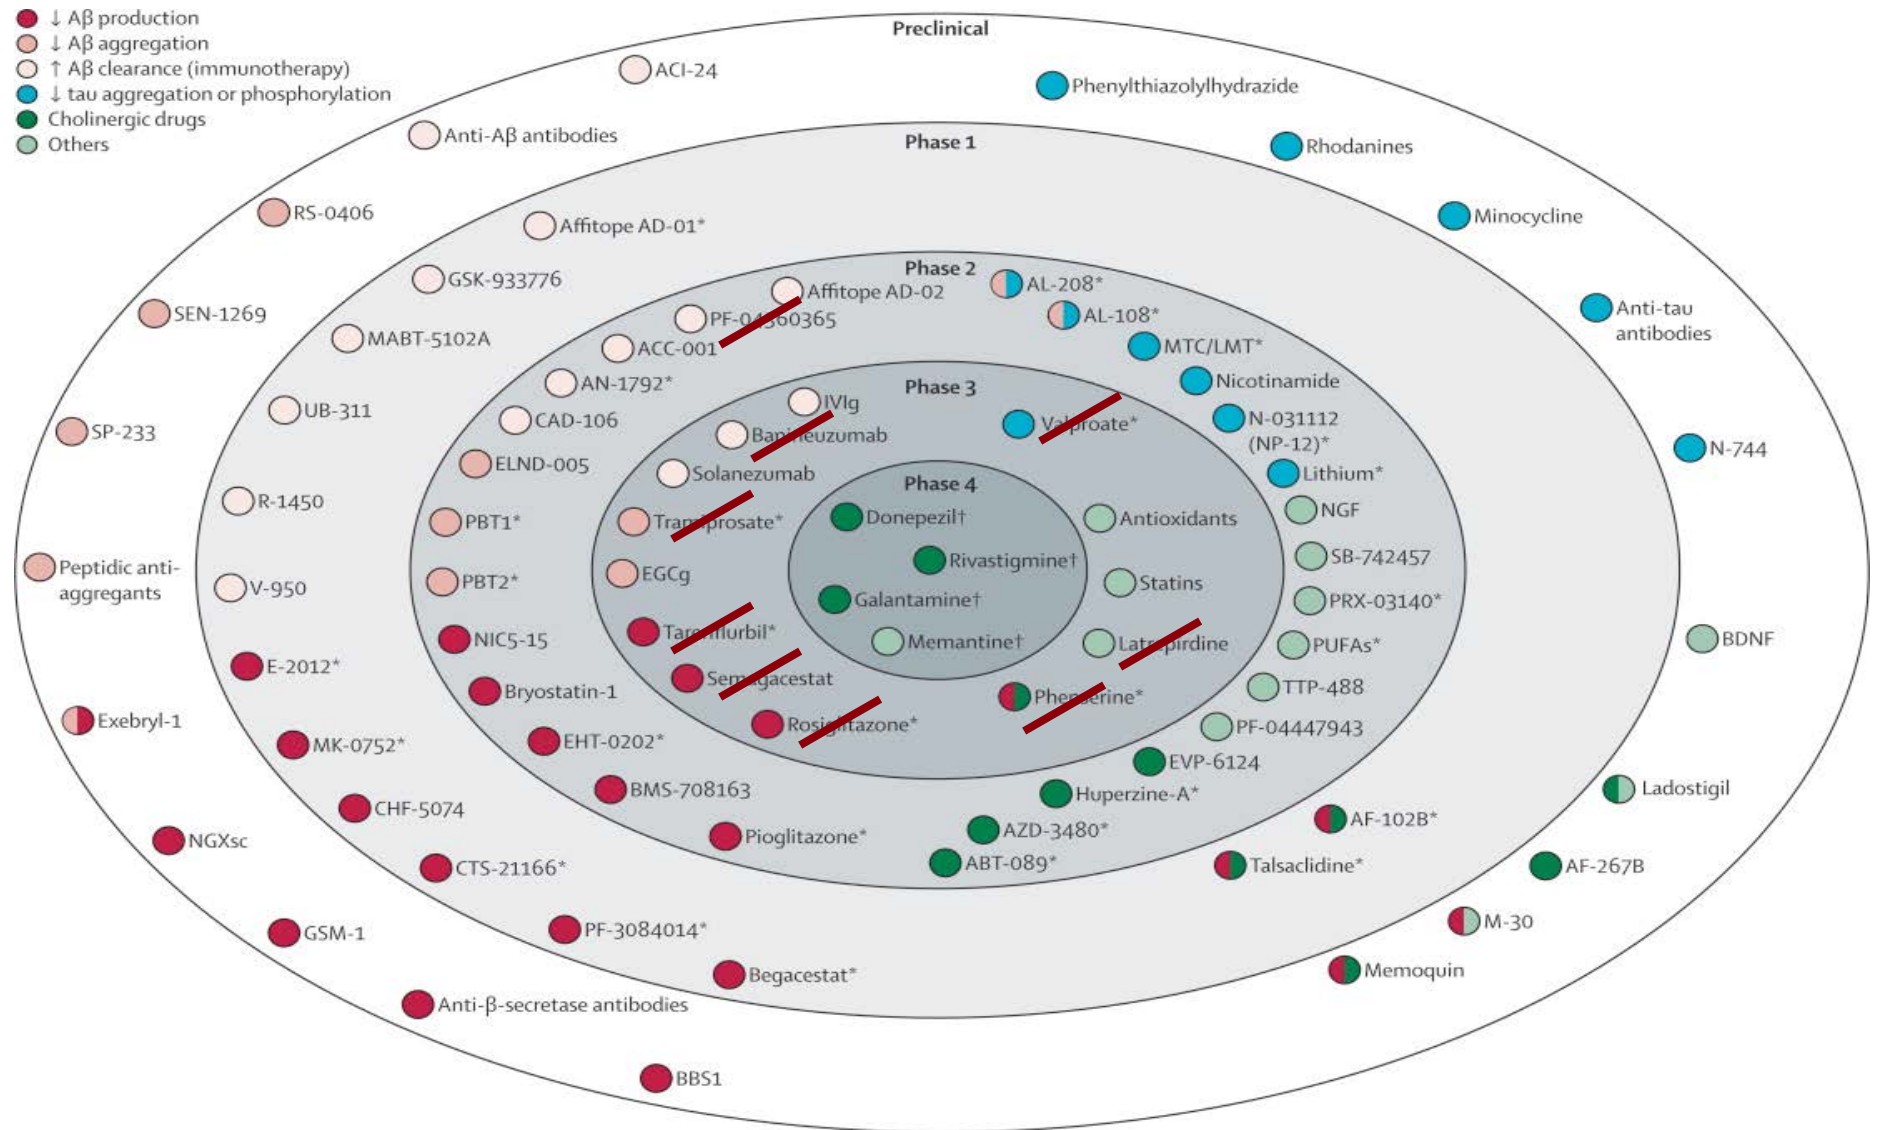 ↓ Aβ production
↓ Aβ aggregation
↑ Aβ clearance (immunotherapy)
↓ tau aggregation or phosphorylation
Cholinergic drugs
Others
Preclinical
ACI-24
Phenylthiazolylhydrazide
Anti-Aβ antibodies
Rhodanines
RS-0406
Minocycline
SEN-1269
Anti-tau
antibodies
SP-233
N-744
Peptidic anti-
aggregants
BDNF
Exebryl-1
Ladostigil
NGXsc
AF-267B
GSM-1
M-30
Memoquin
Anti-β-secretase antibodies
BBS1
Phase 1
Affitope AD-01*
GSK-933776
MABT-5102A
UB-311
R-1450
V-950
E-2012*
MK-0752*
CHF-5074
AF-102B*
CTS-21166*
Talsaclidine*
PF-3084014*
Begacestat*
Phase 2
Affitope AD-02
AL-208*
PF-04360365
AL-108*
ACC-001
MTC/LMT*
AN-1792*
Nicotinamide
CAD-106
N-031112
(NP-12)*
ELND-005
Lithium*
PBT1*
NGF
SB-742457
PBT2*
PRX-03140*
NIC5-15
PUFAs*
Bryostatin-1
TTP-488
EHT-0202*
PF-04447943
BMS-708163
EVP-6124
Pioglitazone*
Huperzine-A*
AZD-3480*
ABT-089*
Phase 3
IVIg
Valproate*
Bapineuzumab
Solanezumab
Tramiprosate*
Antioxidants
EGCg
Statins
Tarenflurbil*
Latrepirdine
Semagacestat
Phenserine*
Rosiglitazone*
Phase 4
Donepezil†
Rivastigmine†
Galantamine†
Memantine†